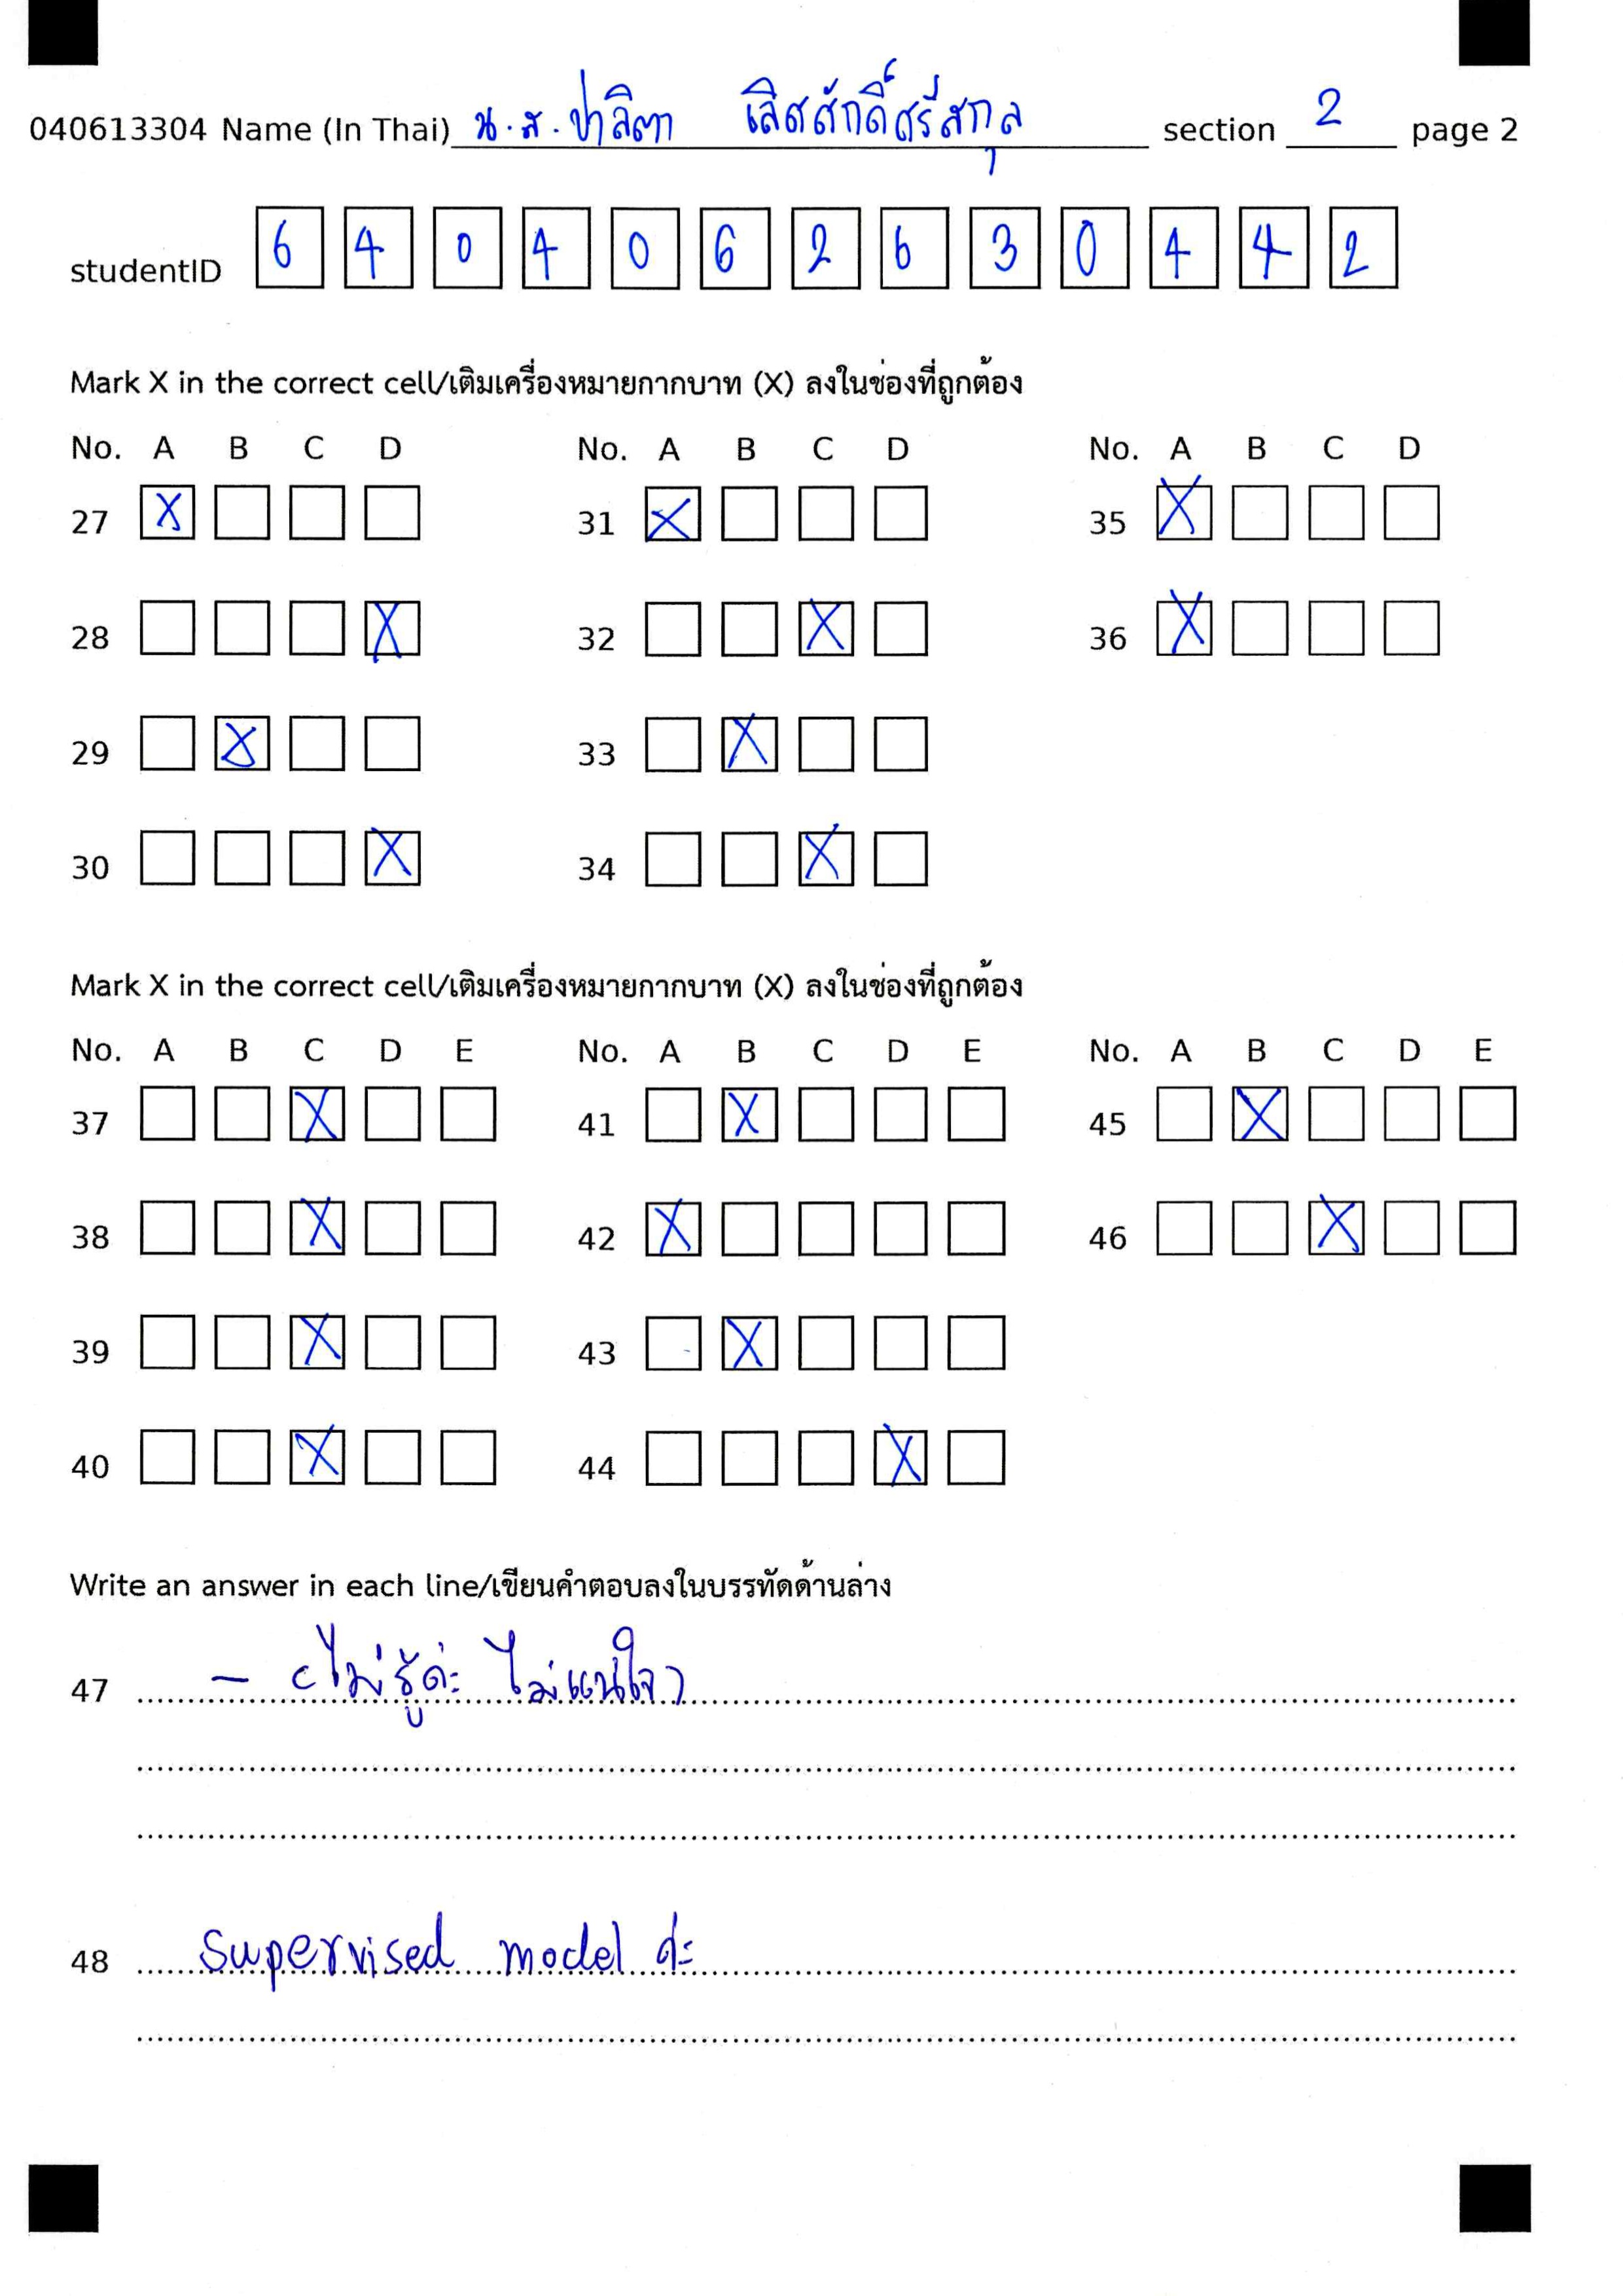 040613304 Name (In Thai) น.ส. ปาลิตา เลิศศักดิ์ศรีสกุล section 2 page 2
studentID 6 4 0 4 0 6 2 6 3 0 4 4 2
Mark X in the correct cell/เติมเครื่องหมายกากบาท (X) ลงในช่องที่ถูกต้อง
No. A B C D No. A B C D No. A B C D
27 X 31 X 35 X
28 X 32 X 36 X
29 X 33 X
30 X 34 X
Mark X in the correct cell/เติมเครื่องหมายกากบาท (X) ลงในช่องที่ถูกต้อง
No. A B C D E No. A B C D E No. A B C D E
37 X 41 X 45 X
38 X 42 X 46 X
39 X 43 X
40 X 44 X
Write an answer in each line/เขียนคำตอบลงในบรรทัดด้านล่าง
47 – (ไม่รู้ค่ะ ไม่แน่ใจ)
48 Supervised model ค่ะ